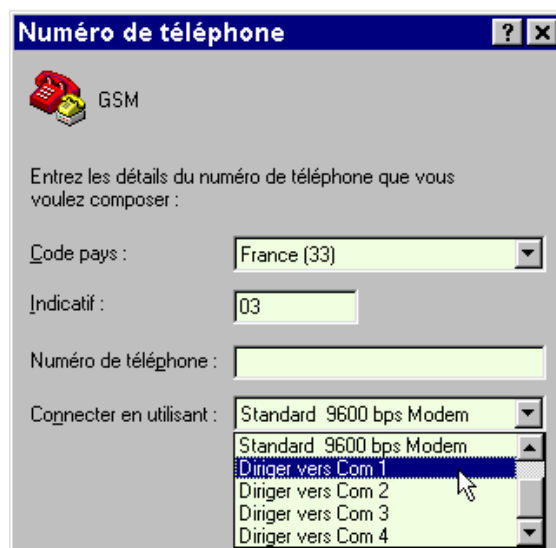 Numéro de téléphone
GSM
Entrez les détails du numéro de téléphone que vous
voulez composer :
Code pays :
France (33)
Indicatif :
03
Numéro de téléphone :
Connecter en utilisant :
Standard 9600 bps Modem
Standard 9600 bps Modem
Diriger vers Com 1
Diriger vers Com 2
Diriger vers Com 3
Diriger vers Com 4